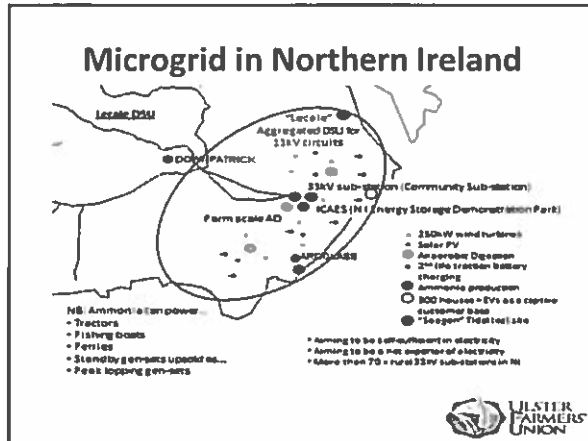 Microgrid in Northern Ireland
Lecale DSU
"Lecale"
Aggregated DSU for
33kV circuits
DOWNPATRICK
33kV sub-station (Community Sub-station)
ICAES (NI Energy Storage Demonstration Park)
Farm scale AD
ARDGLASS
250kW wind turbines
Solar PV
Anaerobic Digestion
2nd life traction battery
charging
Ammonia production
300 houses + EVs as a captive
customer base
"Seagen" Tidal test site
NB: Ammonia can power
• Tractors
• Fishing boats
• Ferries
• Standby gen-sets
• Peak lopping gen-sets
* Aiming to be self sufficient in electricity
* Aiming to be a net exporter of electricity
* More than 70 x rural 33kV sub-stations in NI
ULSTER
FARMERS'
UNION